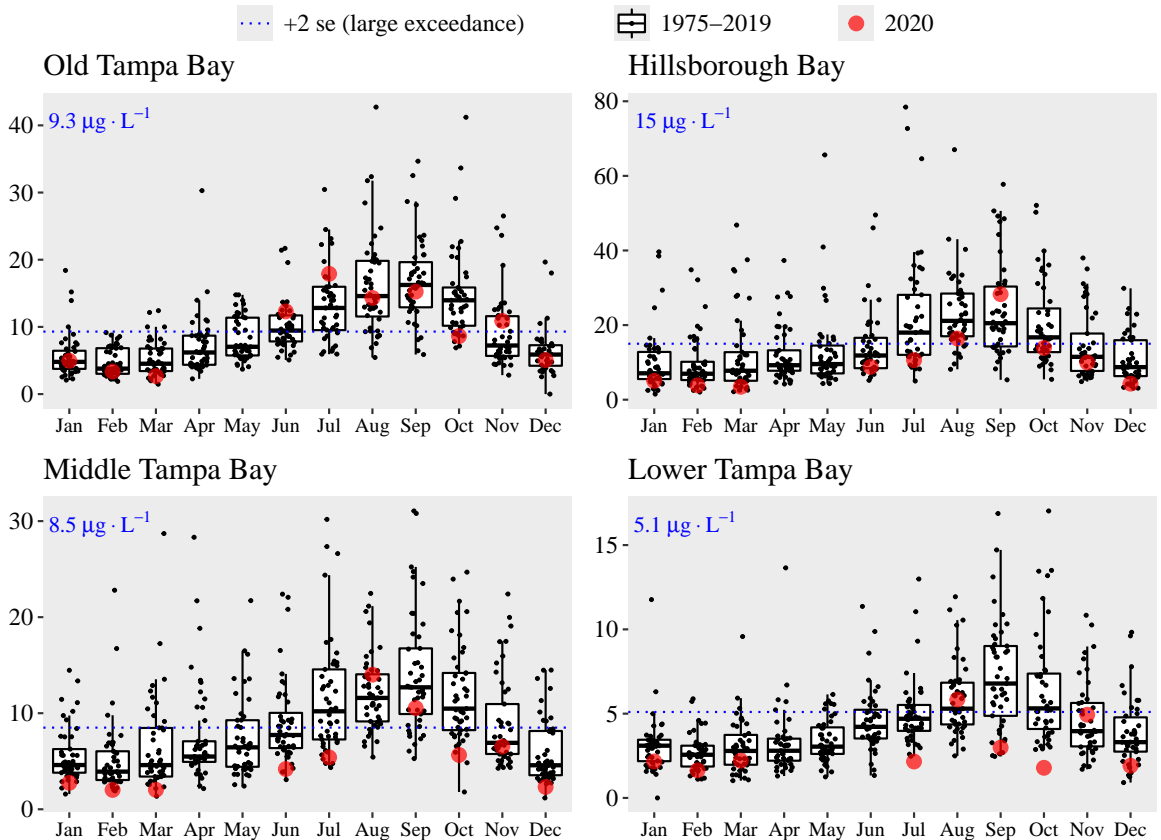 +2 se (large exceedance) 1975–2019 2020
Old Tampa Bay
9.3 μg · L⁻¹
40
30
20
10
0
Jan Feb Mar Apr May Jun Jul Aug Sep Oct Nov Dec
Hillsborough Bay
15 μg · L⁻¹
80
60
40
20
0
Jan Feb Mar Apr May Jun Jul Aug Sep Oct Nov Dec
Middle Tampa Bay
8.5 μg · L⁻¹
30
20
10
0
Jan Feb Mar Apr May Jun Jul Aug Sep Oct Nov Dec
Lower Tampa Bay
5.1 μg · L⁻¹
15
10
5
0
Jan Feb Mar Apr May Jun Jul Aug Sep Oct Nov Dec